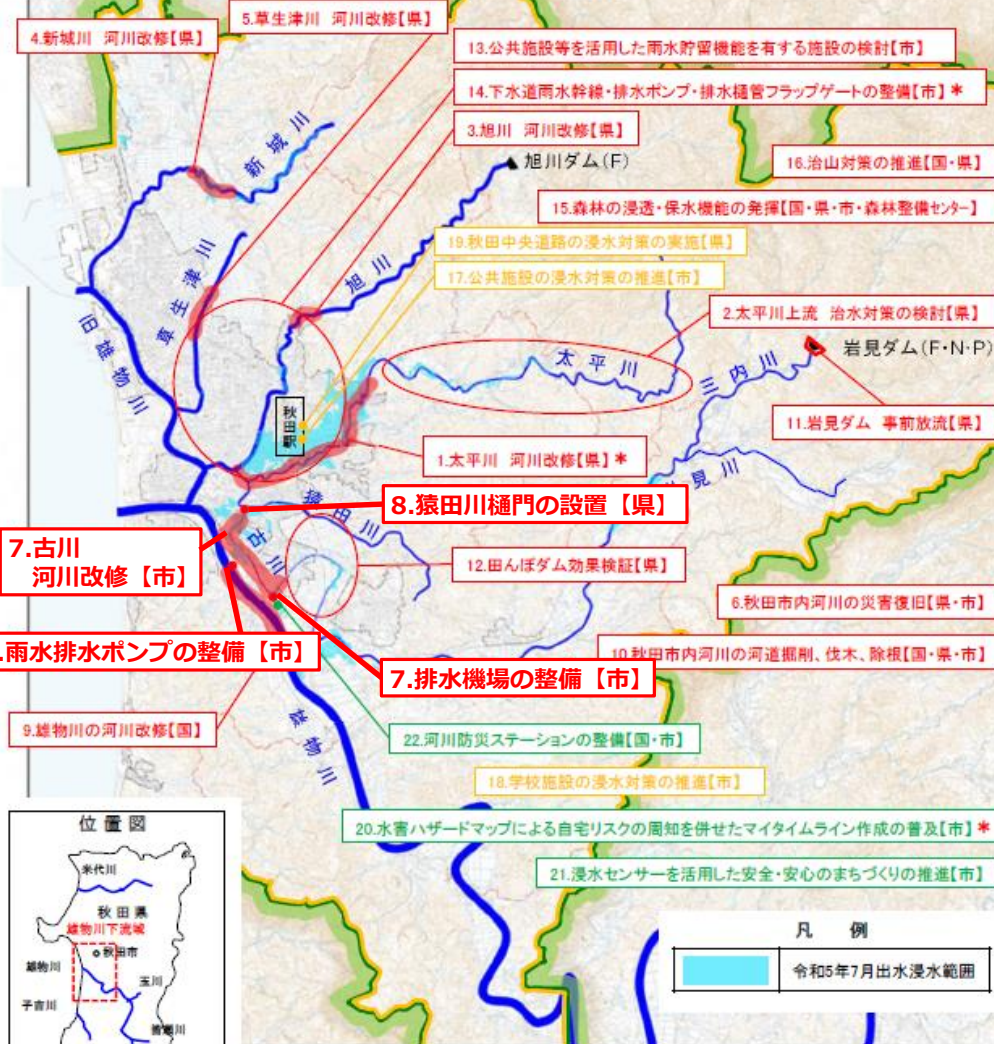 5.草生津川 河川改修【県】
4.新城川 河川改修【県】
13.公共施設等を活用した雨水貯留機能を有する施設の検討【市】
14.下水道雨水幹線・排水ポンプ・排水樋管フラップゲートの整備【市】*
3.旭川 河川改修【県】
旭川ダム(F)
16.治山対策の推進【国・県】
15.森林の浸透・保水機能の発揮【国・県・市・森林整備センター】
新城川
19.秋田中央道路の浸水対策の実施【県】
17.公共施設の浸水対策の推進【市】
草生津川
旭川
旧雄物川
2.太平川上流 治水対策の検討【県】
岩見ダム(F・N・P)
太平川
三内川
秋田駅
11.岩見ダム 事前放流【県】
1.太平川 河川改修【県】*
見川
8.猿田川樋門の設置【県】
猿田川
古川
7.古川
河川改修【市】
12.田んぼダム効果検証【県】
6.秋田市内河川の災害復旧【県・市】
.雨水排水ポンプの整備【市】
10.秋田市内河川の河道掘削、伐木、除根【国・県・市】
7.排水機場の整備【市】
9.雄物川の河川改修【国】
雄物川
22.河川防災ステーションの整備【国・市】
18.学校施設の浸水対策の推進【市】
20.水害ハザードマップによる自宅リスクの周知を併せたマイタイムライン作成の普及【市】*
21.浸水センサーを活用した安全・安心のまちづくりの推進【市】
位置図
米代川
秋田県
雄物川下流域
秋田市
雄物川
玉川
子吉川
皆瀬川
凡例
令和5年7月出水浸水範囲